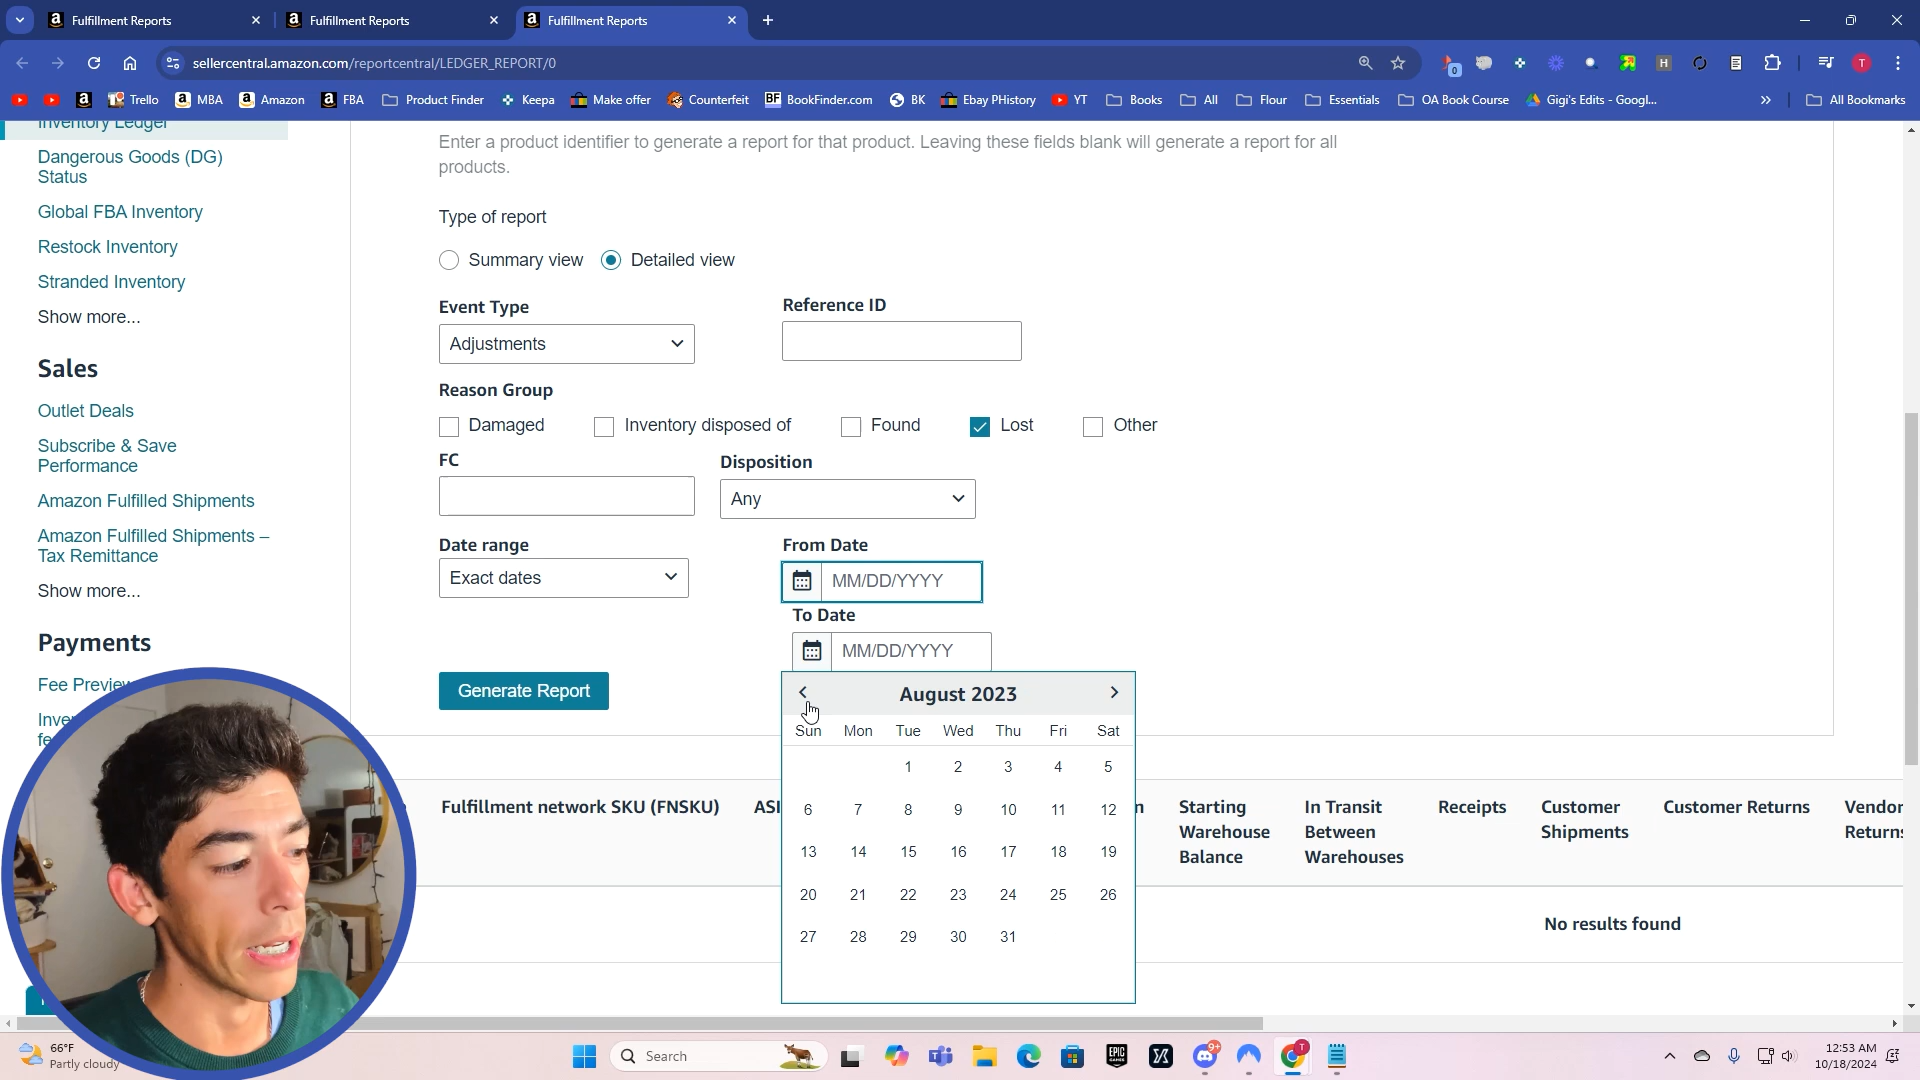 Fulfillment Reports
Fulfillment Reports
Fulfillment Reports
sellercentral.amazon.com/reportcentral/LEDGER_REPORT/0
0
H
T
Trello
MBA
Amazon
FBA
Product Finder
Keepa
Make offer
Counterfeit
BookFinder.com
BK
Ebay PHistory
YT
Books
All
Flour
Essentials
OA Book Course
Gigi's Edits - Googl...
All Bookmarks
Inventory Ledger
Dangerous Goods (DG)
Status
Global FBA Inventory
Restock Inventory
Stranded Inventory
Show more...
Sales
Outlet Deals
Subscribe & Save
Performance
Amazon Fulfilled Shipments
Amazon Fulfilled Shipments –
Tax Remittance
Show more...
Payments
Fee Preview
Enter a product identifier to generate a report for that product. Leaving these fields blank will generate a report for all
products.
Type of report
Summary view
Detailed view
Event Type
Reference ID
Adjustments
Reason Group
Damaged
Inventory disposed of
Found
Lost
Other
FC
Disposition
Any
Date range
From Date
Exact dates
MM/DD/YYYY
To Date
MM/DD/YYYY
Generate Report
August 2023
Sun Mon Tue Wed Thu Fri Sat
1 2 3 4 5
6 7 8 9 10 11 12
13 14 15 16 17 18 19
20 21 22 23 24 25 26
27 28 29 30 31
Fulfillment network SKU (FNSKU)
Starting
Warehouse
Balance
In Transit
Between
Warehouses
Receipts
Customer
Shipments
Customer Returns
Vendor
Returns
No results found
66°F
Partly cloudy
Search
EPIC
GAMES
9+
T
12:53 AM
10/18/2024